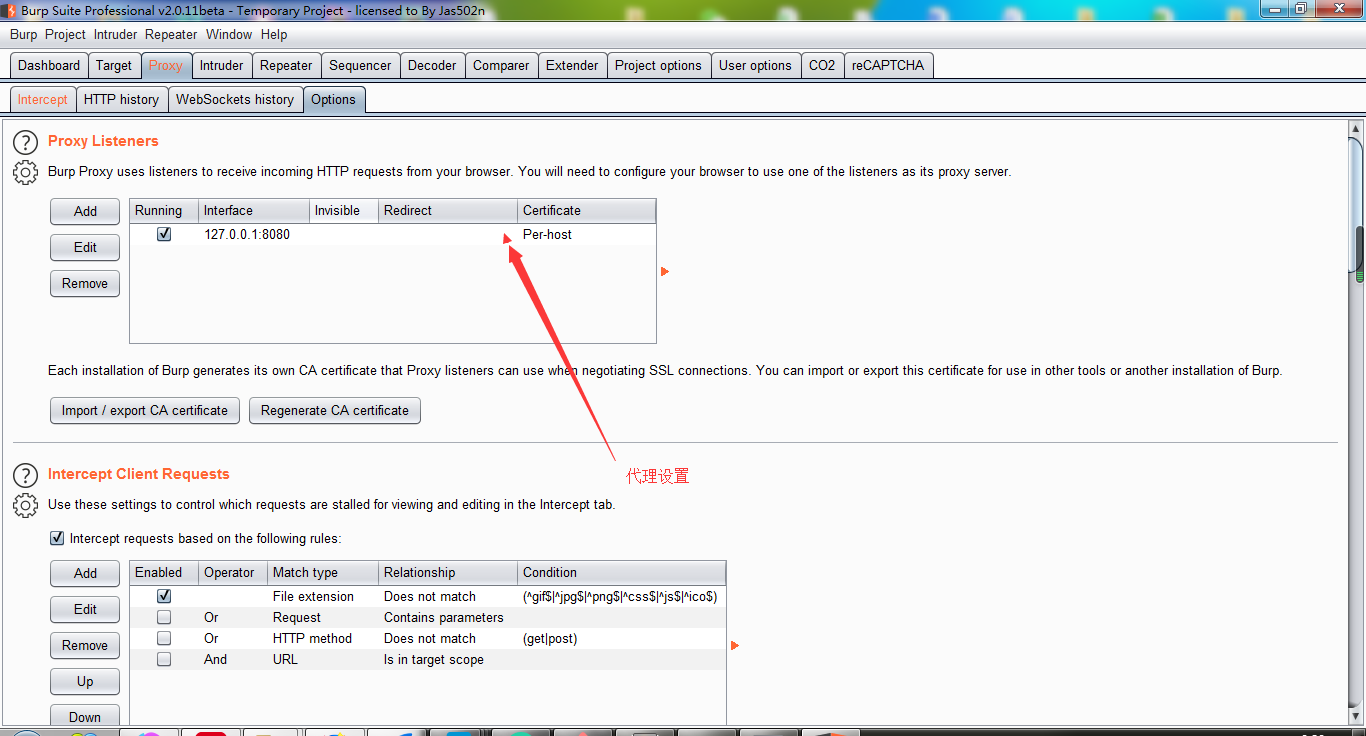 Burp Suite Professional v2.0.11beta - Temporary Project - licensed to By Jas502n
Burp Project Intruder Repeater Window Help
Dashboard Target Proxy Intruder Repeater Sequencer Decoder Comparer Extender Project options User options CO2 reCAPTCHA
Intercept HTTP history WebSockets history Options
Proxy Listeners
Burp Proxy uses listeners to receive incoming HTTP requests from your browser. You will need to configure your browser to use one of the listeners as its proxy server.
Add Running Interface Invisible Redirect Certificate
127.0.0.1:8080 Per-host
Edit
Remove
Each installation of Burp generates its own CA certificate that Proxy listeners can use when negotiating SSL connections. You can import or export this certificate for use in other tools or another installation of Burp.
Import / export CA certificate Regenerate CA certificate
Intercept Client Requests
代理设置
Use these settings to control which requests are stalled for viewing and editing in the Intercept tab.
Intercept requests based on the following rules:
Add Enabled Operator Match type Relationship Condition
File extension Does not match (^gif$|^jpg$|^png$|^css$|^js$|^ico$)
Edit Or Request Contains parameters
Or HTTP method Does not match (get|post)
Remove And URL Is in target scope
Up
Down